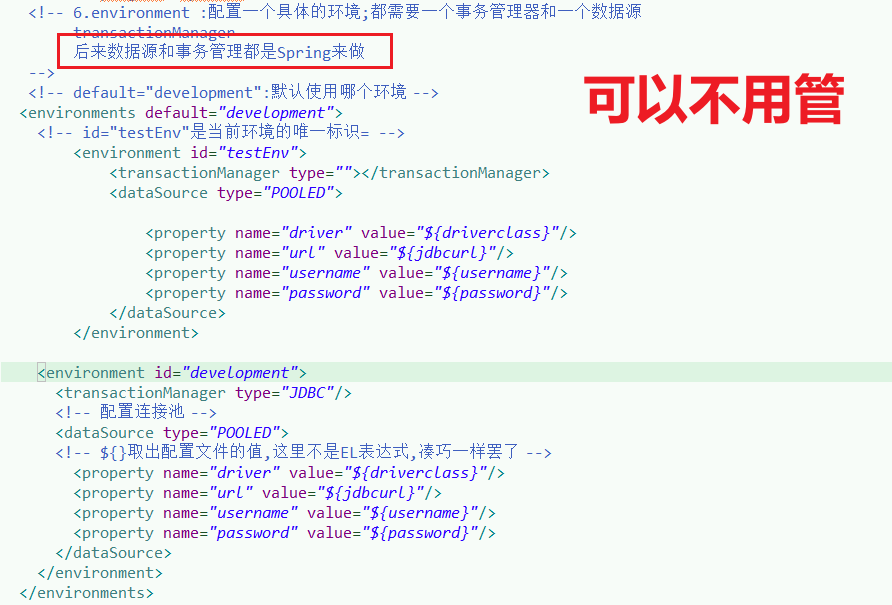 <!-- 6.environment :配置一个具体的环境;都需要一个事务管理器和一个数据源
transactionManager
后来数据源和事务管理都是Spring来做
-->
可以不用管
<!-- default="development":默认使用哪个环境 -->
<environments default="development">
<!-- id="testEnv"是当前环境的唯一标识= -->
<environment id="testEnv">
<transactionManager type=""></transactionManager>
<dataSource type="POOLED">
<property name="driver" value="${driverclass}"/>
<property name="url" value="${jdbcurl}"/>
<property name="username" value="${username}"/>
<property name="password" value="${password}"/>
</dataSource>
</environment>
<environment id="development">
<transactionManager type="JDBC"/>
<!-- 配置连接池 -->
<dataSource type="POOLED">
<!-- ${}取出配置文件的值,这里不是EL表达式,凑巧一样罢了 -->
<property name="driver" value="${driverclass}"/>
<property name="url" value="${jdbcurl}"/>
<property name="username" value="${username}"/>
<property name="password" value="${password}"/>
</dataSource>
</environment>
</environments>